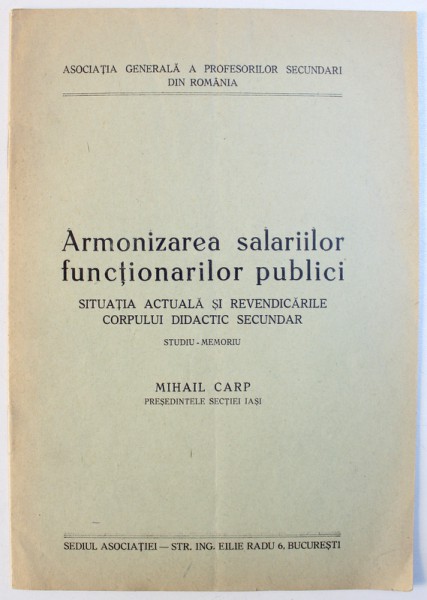 ASOCIAȚIA GENERALĂ A PROFESORILOR SECUNDARI
DIN ROMÂNIA
Armonizarea salariilor
funcționarilor publici
SITUAȚIA ACTUALĂ ȘI REVENDICĂRILE
CORPULUI DIDACTIC SECUNDAR
STUDIU - MEMORIU
MIHAIL CARP
PREȘEDINTELE SECȚIEI IAȘI
SEDIUL ASOCIAȚIEI — STR. ING. EILIE RADU 6, BUCUREȘTI